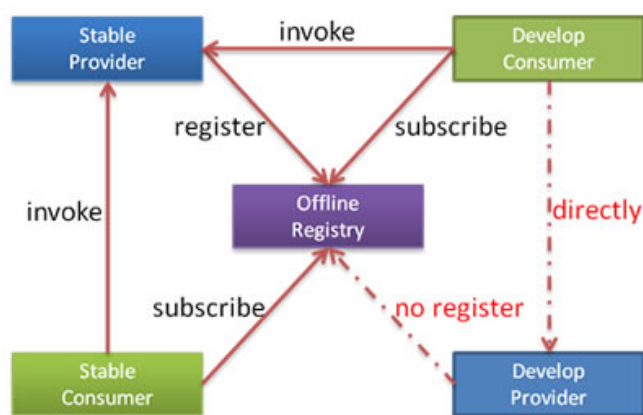 Stable
Provider
invoke
Develop
Consumer
register
subscribe
Offline
Registry
invoke
directly
subscribe
no register
Stable
Consumer
Develop
Provider